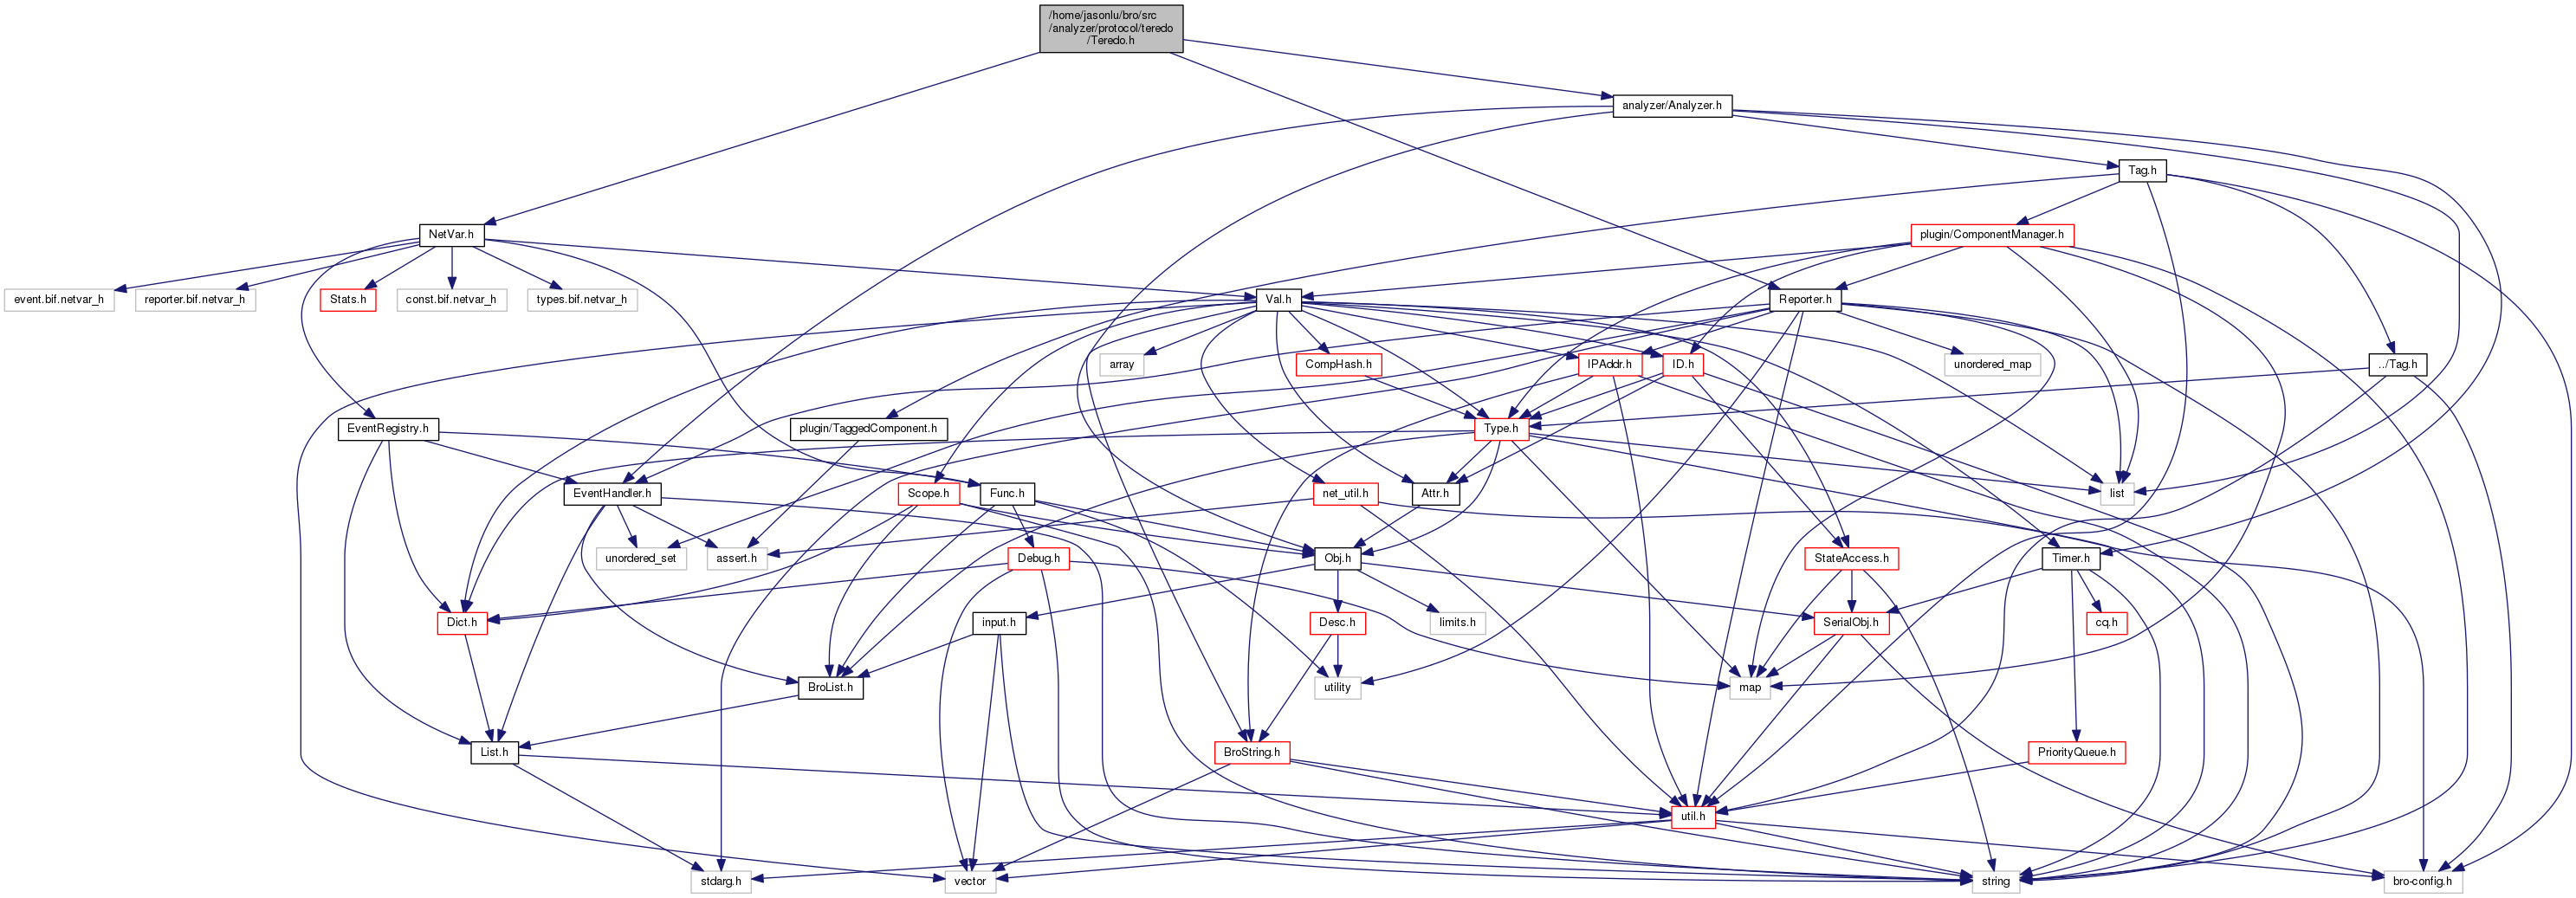 /home/jasonlu/bro/src
/analyzer/protocol/teredo
/Teredo.h
analyzer/Analyzer.h
Tag.h
NetVar.h
plugin/ComponentManager.h
event.bif.netvar_h
reporter.bif.netvar_h
Stats.h
const.bif.netvar_h
types.bif.netvar_h
Val.h
Reporter.h
array
CompHash.h
IPAddr.h
ID.h
unordered_map
../Tag.h
EventRegistry.h
plugin/TaggedComponent.h
Type.h
EventHandler.h
Scope.h
Func.h
net_util.h
Attr.h
list
unordered_set
assert.h
Debug.h
Obj.h
StateAccess.h
Timer.h
Dict.h
input.h
Desc.h
limits.h
SerialObj.h
cq.h
BroList.h
utility
map
List.h
BroString.h
PriorityQueue.h
util.h
stdarg.h
vector
string
bro-config.h